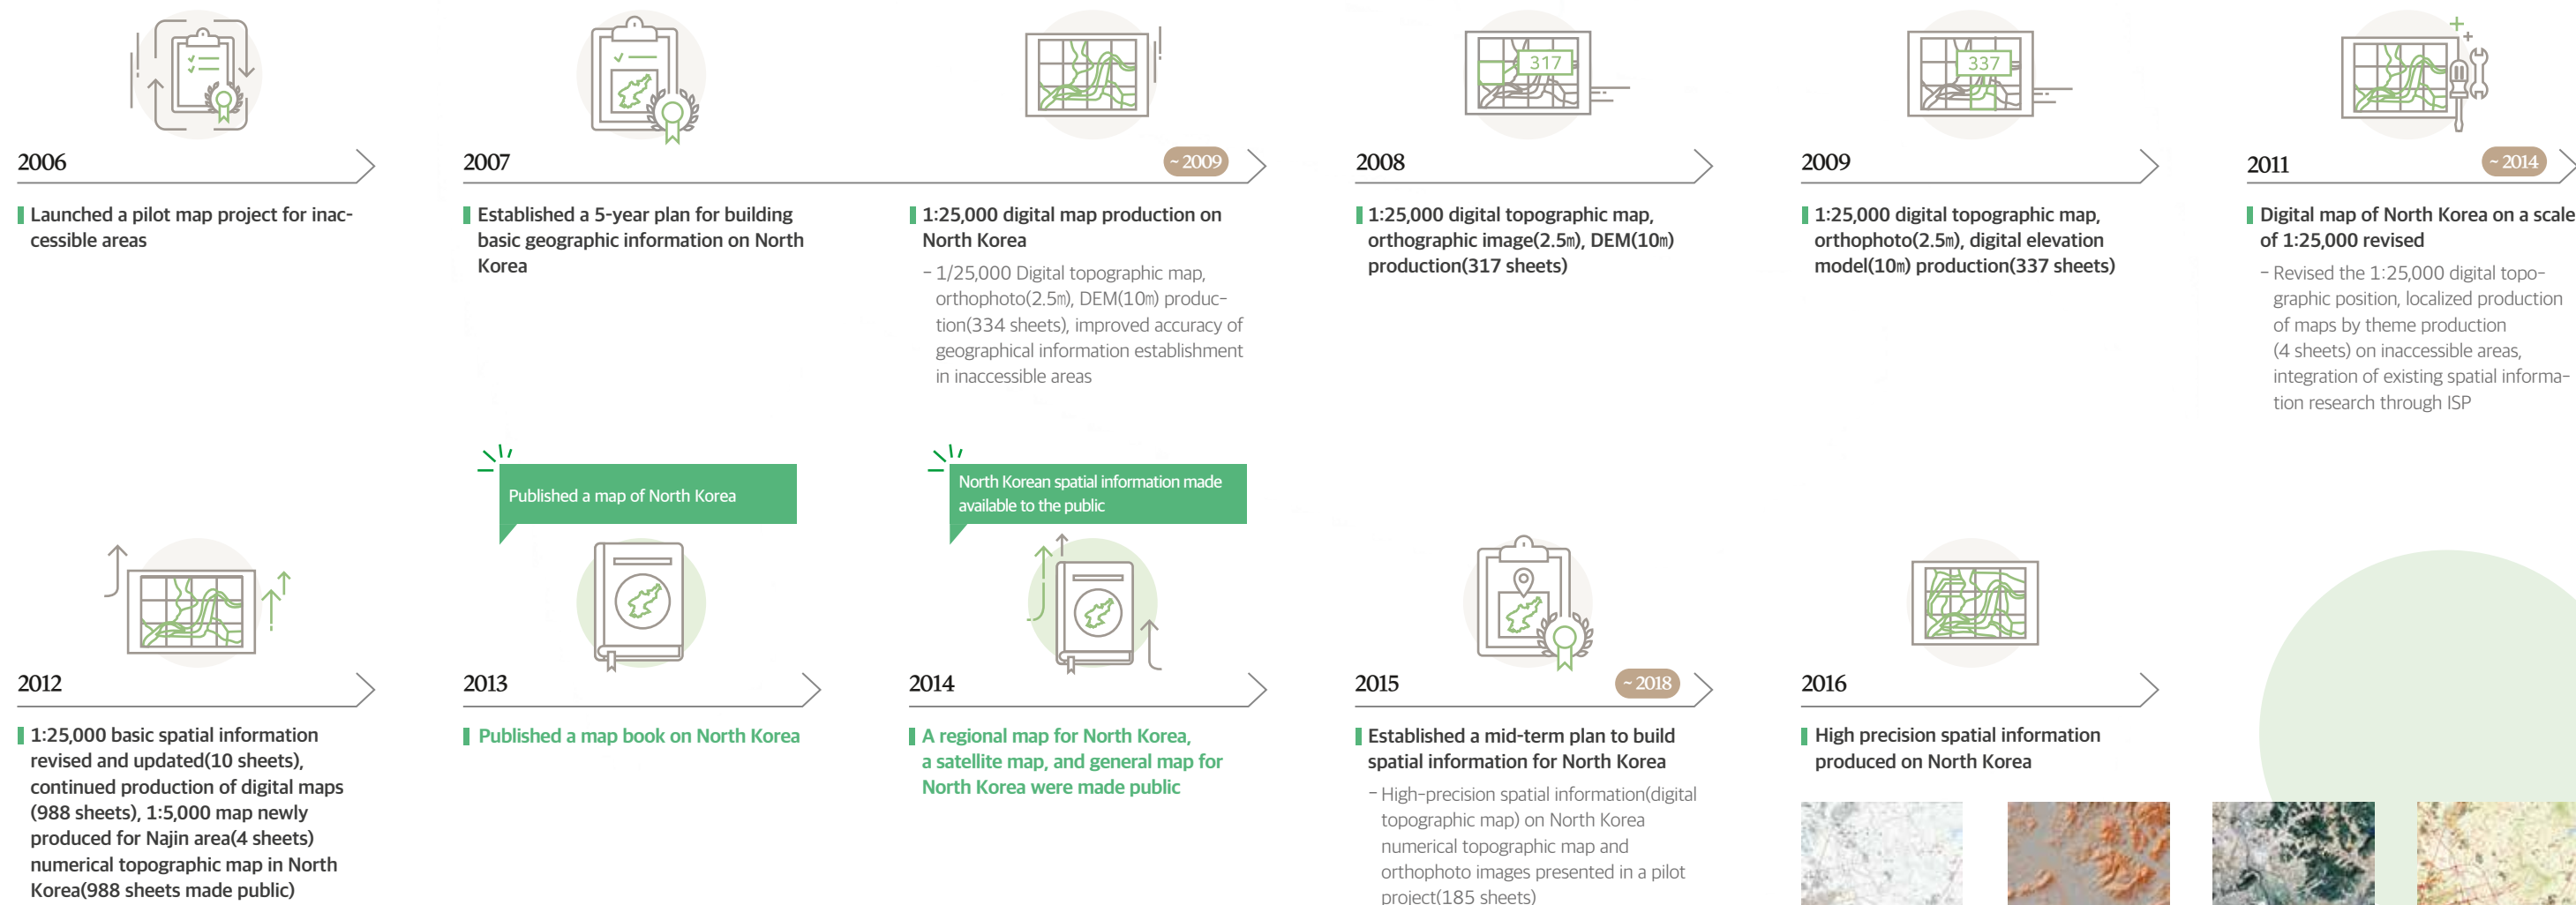 317
337
2006
2007
~ 2009
2008
2009
2011
~ 2014
Launched a pilot map project for inac-
cessible areas
Established a 5-year plan for building
basic geographic information on North
Korea
1:25,000 digital map production on
North Korea
- 1/25,000 Digital topographic map,
orthophoto(2.5m), DEM(10m) produc-
tion(334 sheets), improved accuracy of
geographical information establishment
in inaccessible areas
1:25,000 digital topographic map,
orthographic image(2.5m), DEM(10m)
production(317 sheets)
1:25,000 digital topographic map,
orthophoto(2.5m), digital elevation
model(10m) production(337 sheets)
Digital map of North Korea on a scale
of 1:25,000 revised
- Revised the 1:25,000 digital topo-
graphic position, localized production
of maps by theme production
(4 sheets) on inaccessible areas,
integration of existing spatial informa-
tion research through ISP
Published a map of North Korea
North Korean spatial information made
available to the public
2012
2013
2014
2015
~ 2018
2016
1:25,000 basic spatial information
revised and updated(10 sheets),
continued production of digital maps
(988 sheets), 1:5,000 map newly
produced for Najin area(4 sheets)
numerical topographic map in North
Korea(988 sheets made public)
Published a map book on North Korea
A regional map for North Korea,
a satellite map, and general map for
North Korea were made public
Established a mid-term plan to build
spatial information for North Korea
- High-precision spatial information(digital
topographic map) on North Korea
numerical topographic map and
orthophoto images presented in a pilot
project(185 sheets)
High precision spatial information
produced on North Korea